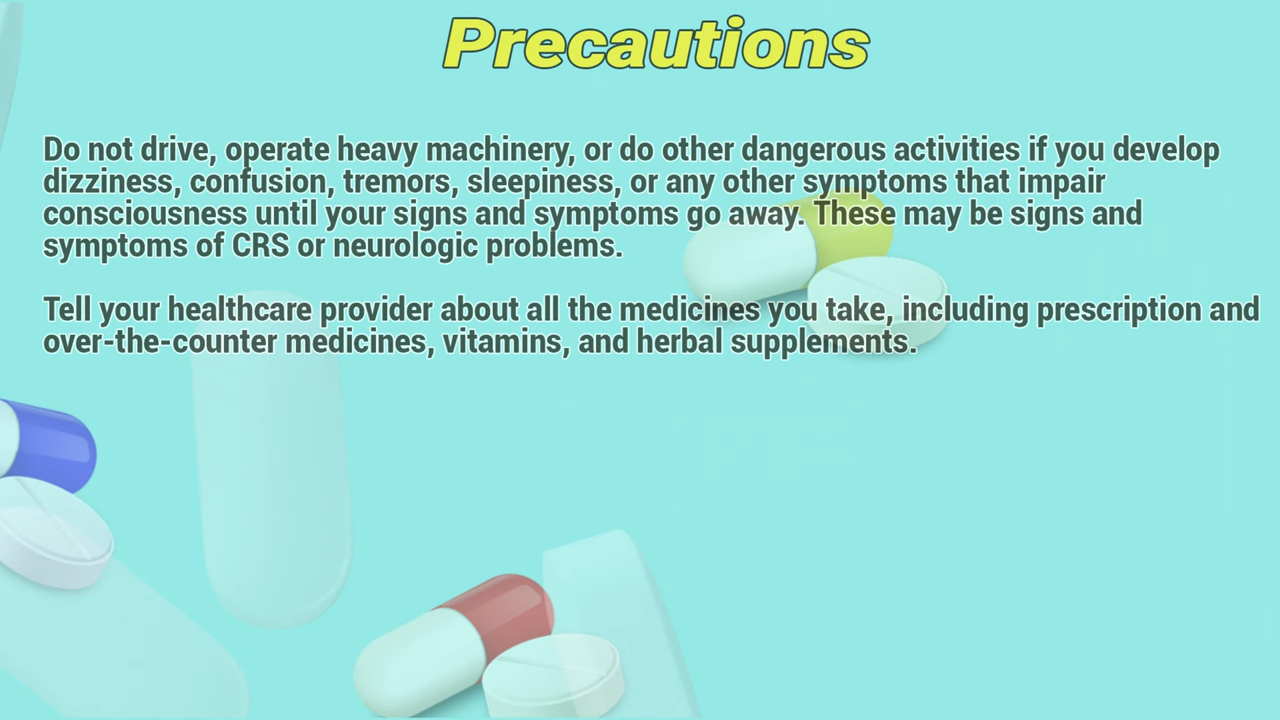 Precautions
Do not drive, operate heavy machinery, or do other dangerous activities if you develop
dizziness, confusion, tremors, sleepiness, or any other symptoms that impair
consciousness until your signs and symptoms go away. These may be signs and
symptoms of CRS or neurologic problems.
Tell your healthcare provider about all the medicines you take, including prescription and
over-the-counter medicines, vitamins, and herbal supplements.